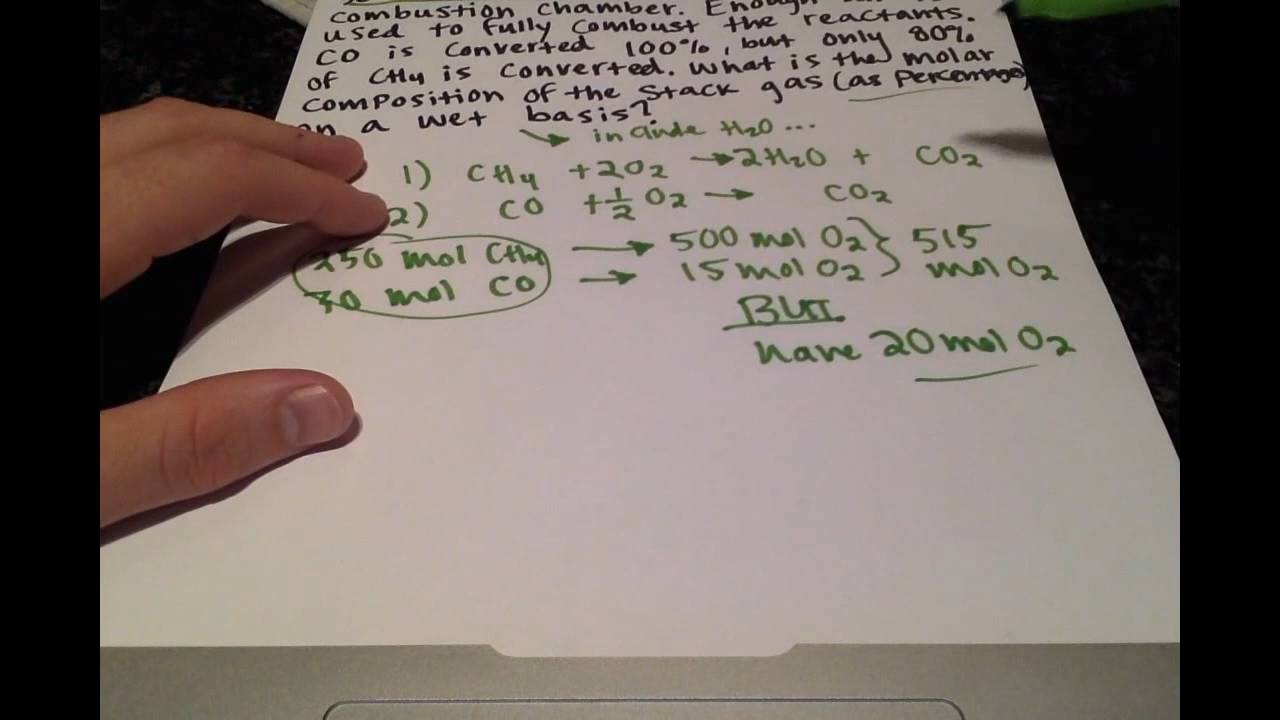 combustion chamber. Enough
used to fully combust the reactants.
CO is converted 100%, but only 80%
of CH4 is converted. What is the molar
composition of the stack gas (as percentage)
on a wet basis?
include H2O ...
1) CH4 + 2O2 → 2H2O + CO2
2) CO + 1/2 O2 → CO2
250 mol CH4 → 500 mol O2 } 515
30 mol CO → 15 mol O2 } mol O2
BUT
have 20 mol O2